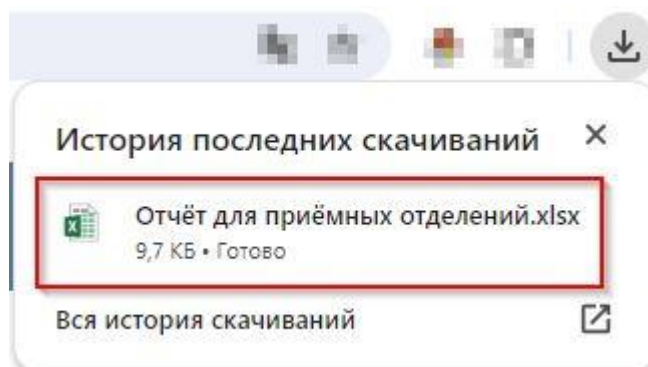 История последних скачиваний
Отчёт для приёмных отделений.xlsx
9,7 КБ • Готово
Вся история скачиваний